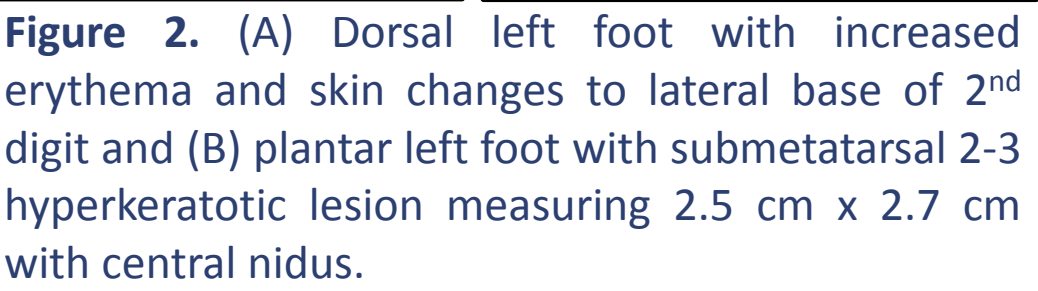 Figure 2. (A) Dorsal left foot with increased
erythema and skin changes to lateral base of 2nd
digit and (B) plantar left foot with submetatarsal 2-3
hyperkeratotic lesion measuring 2.5 cm x 2.7 cm
with central nidus.